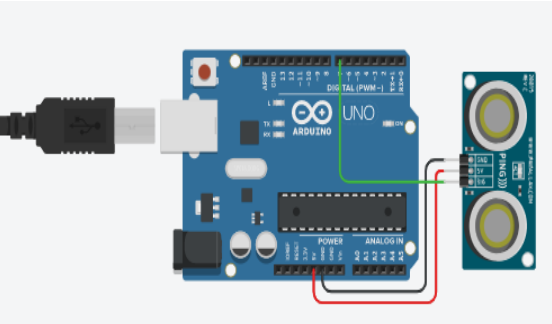 AREF
GND
13
12
~11
~10
~9
8
7
~6
~5
4
~3
2
TX→1
RX←0
DIGITAL (PWM~)
L
TX
RX
UNO
ARDUINO
ON
POWER
ANALOG IN
IOREF
RESET
3.3V
5V
GND
GND
Vin
A0
A1
A2
A3
A4
A5
GND
5V
SIG
PING)))